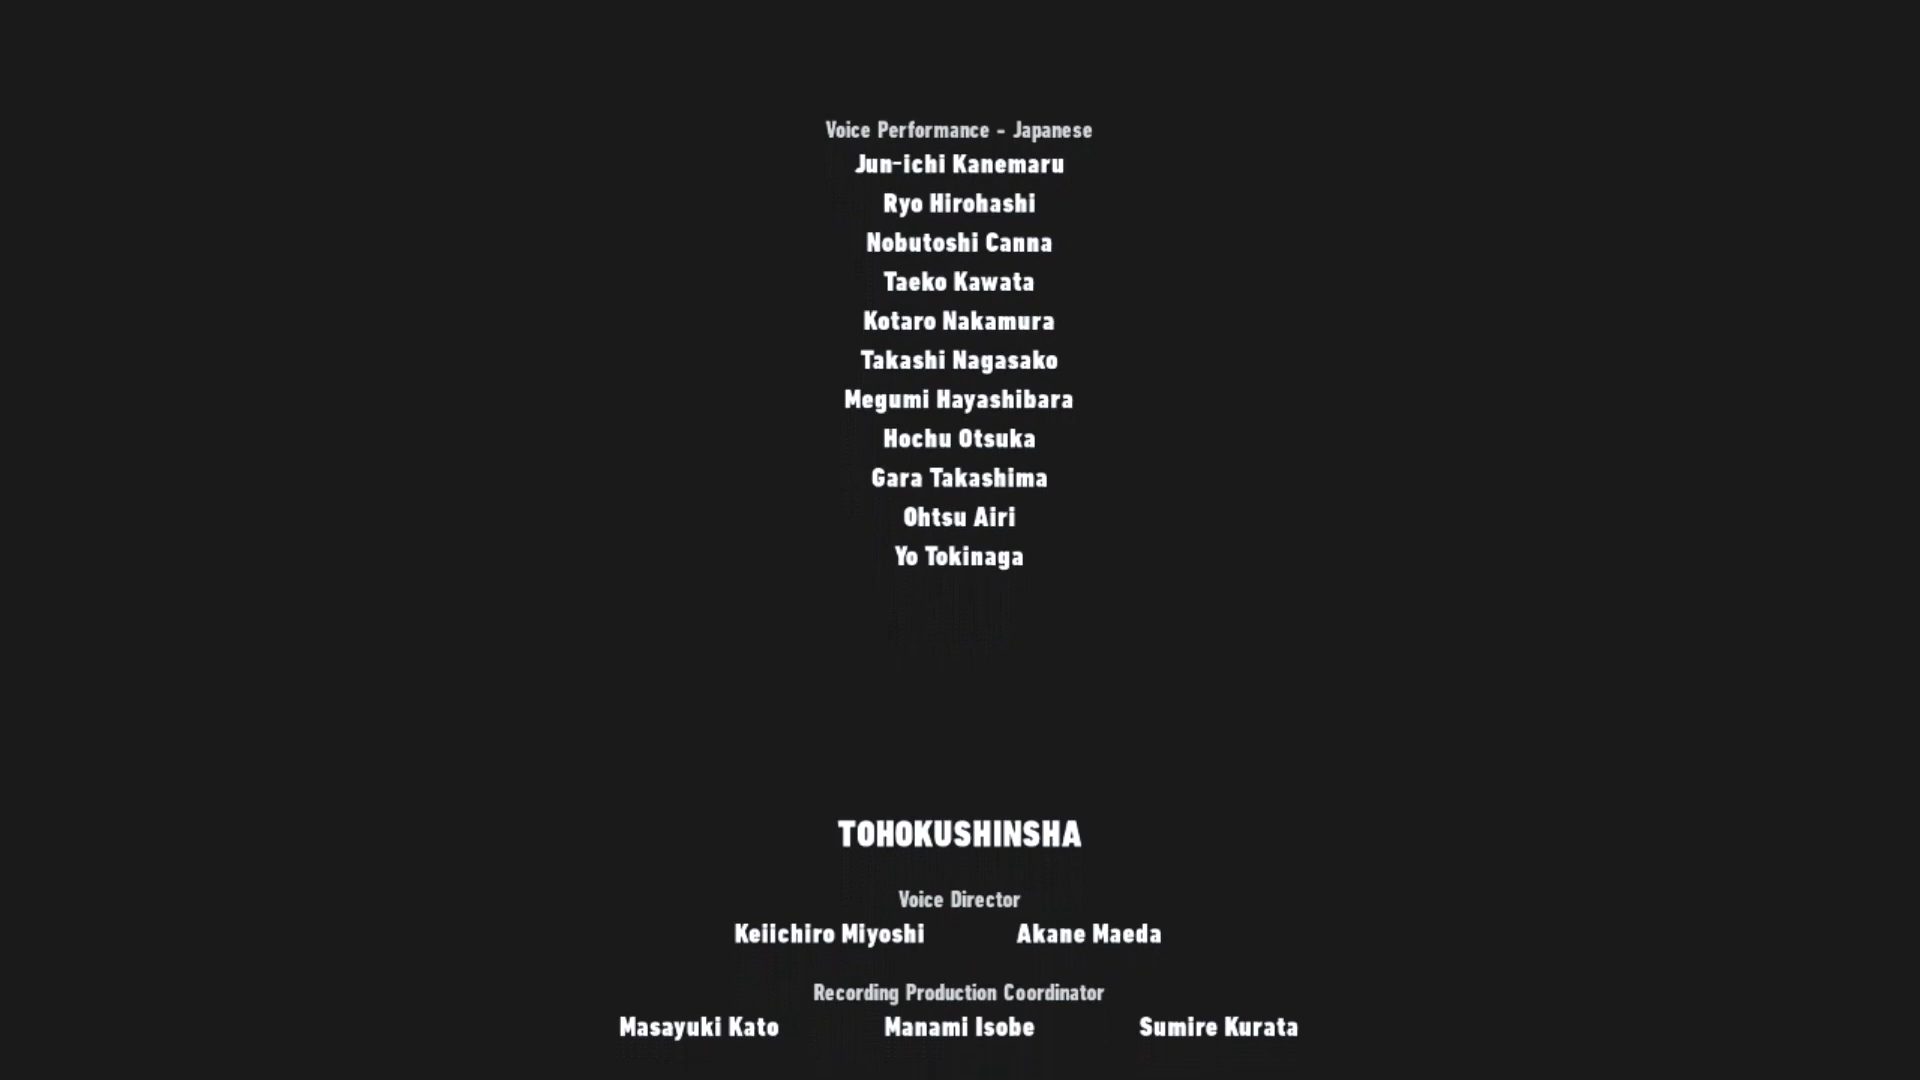 Voice Performance - Japanese
Jun-ichi Kanemaru
Ryo Hirohashi
Nobutoshi Canna
Taeko Kawata
Kotaro Nakamura
Takashi Nagasako
Megumi Hayashibara
Hochu Otsuka
Gara Takashima
Ohtsu Airi
Yo Tokinaga
TOHOKUSHINSHA
Voice Director
Keiichiro Miyoshi Akane Maeda
Recording Production Coordinator
Masayuki Kato Manami Isobe Sumire Kurata